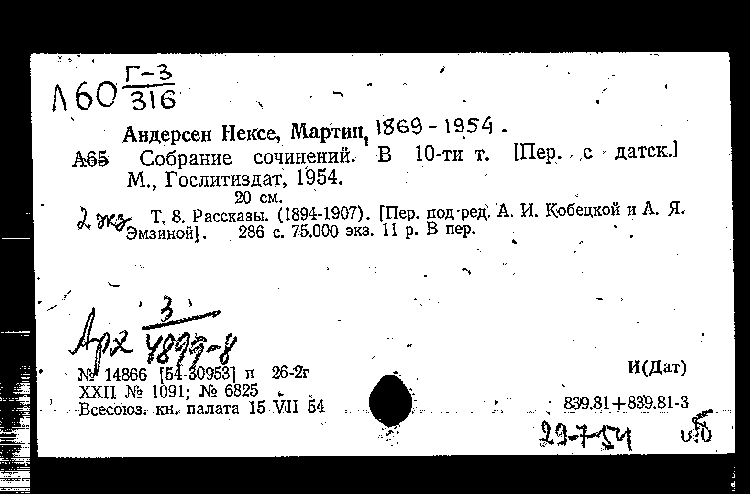 Г-3
Л60 316
Андерсен Нексе, Мартин, 1869-1954.
А65 Собрание сочинений. В 10-ти т. [Пер. с датск.]
М., Гослитиздат, 1954.
20 см.
2 экз Т. 8. Рассказы. (1894-1907). [Пер. под ред. А. И. Кобецкой и А. Я.
Эмзиной]. 286 с. 75.000 экз. 11 р. В пер.
3
Арх 4899-8
№ 14866 [54-30953] п 26-2г
XXП № 1091; № 6825
Всесоюз. кн. палата 15 VII 54
И(Дат)
839.81+839.81-3
29-7-54